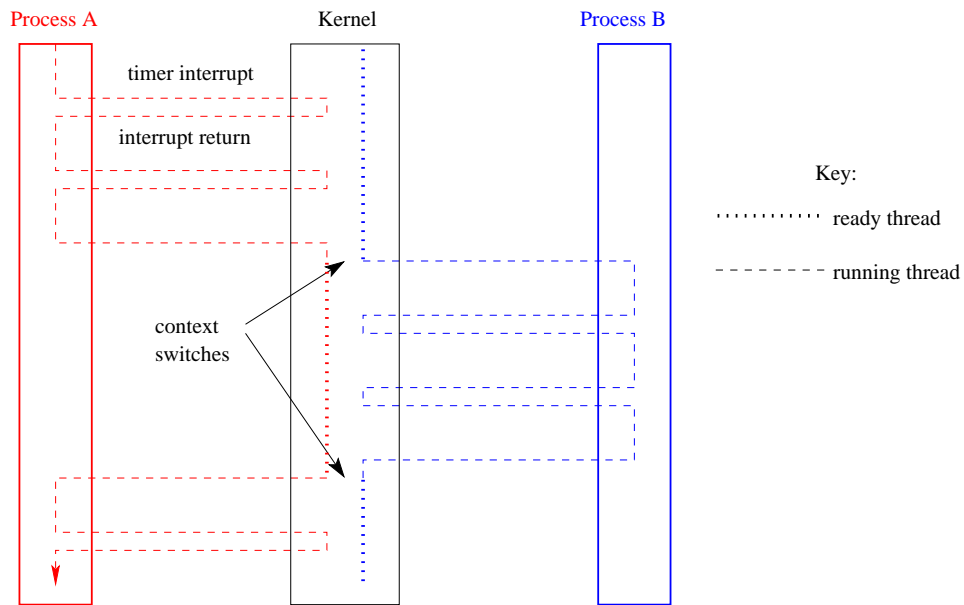 Process A
Kernel
Process B
timer interrupt
interrupt return
Key:
ready thread
running thread
context
switches